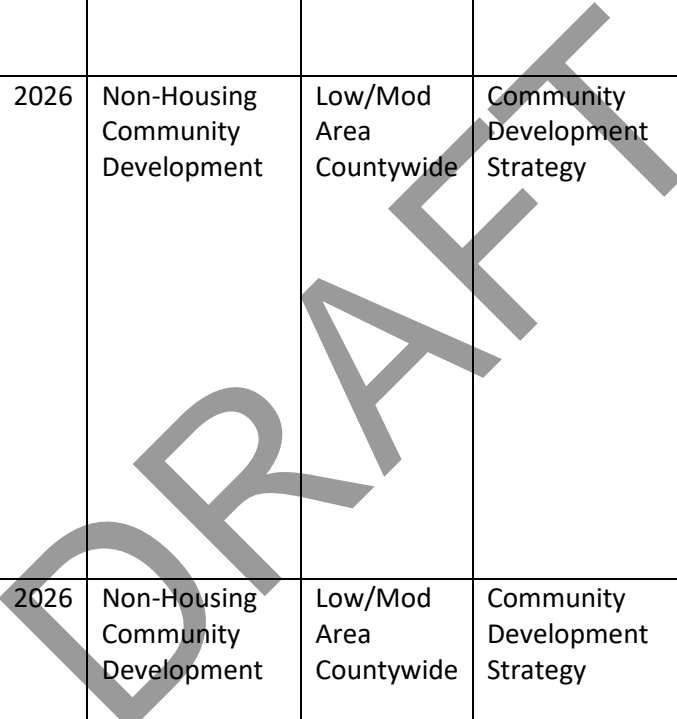 2026 Non-Housing Low/Mod Community
Community Area Development
Development Countywide Strategy
DRAFT
2026 Non-Housing Low/Mod Community
Community Area Development
Development Countywide Strategy